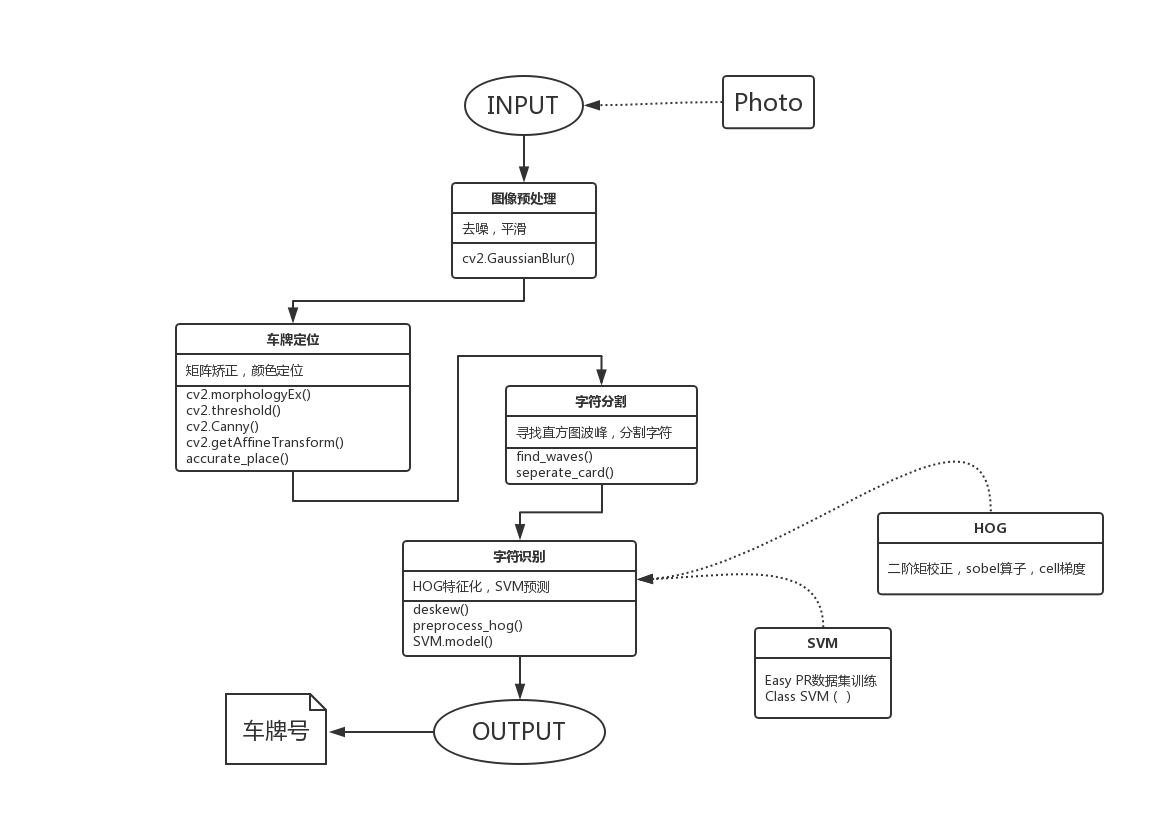 INPUT
Photo
图像预处理
去噪，平滑
cv2.GaussianBlur()
车牌定位
矩阵矫正，颜色定位
cv2.morphologyEx()
cv2.threshold()
cv2.Canny()
cv2.getAffineTransform()
accurate_place()
字符分割
寻找直方图波峰，分割字符
find_waves()
seperate_card()
字符识别
HOG特征化，SVM预测
deskew()
preprocess_hog()
SVM.model()
HOG
二阶矩校正，sobel算子，cell梯度
SVM
Easy PR数据集训练
Class SVM（ ）
OUTPUT
车牌号